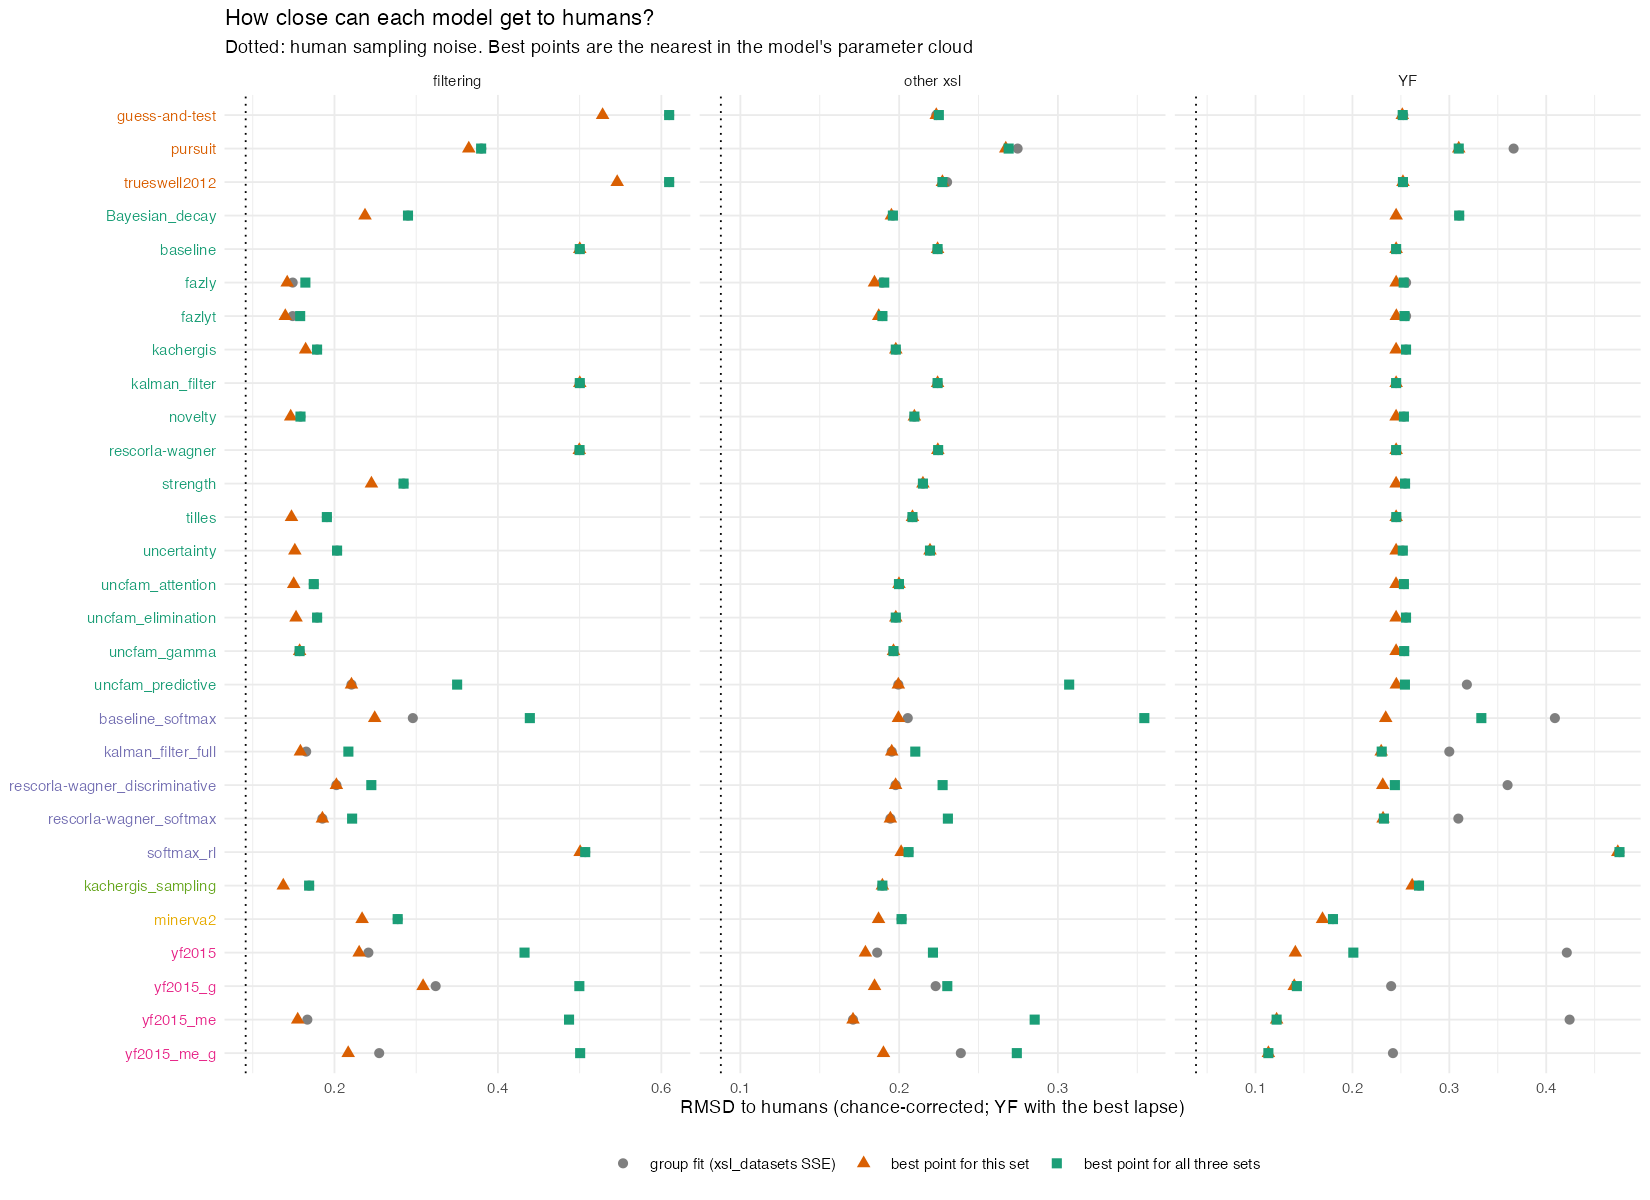 How close can each model get to humans?
Dotted: human sampling noise. Best points are the nearest in the model's parameter cloud
filtering
other xsl
YF
guess-and-test
pursuit
trueswell2012
Bayesian_decay
baseline
fazly
fazlyt
kachergis
kalman_filter
novelty
rescorla-wagner
strength
tilles
uncertainty
uncfam_attention
uncfam_elimination
uncfam_gamma
uncfam_predictive
baseline_softmax
kalman_filter_full
rescorla-wagner_discriminative
rescorla-wagner_softmax
softmax_rl
kachergis_sampling
minerva2
yf2015
yf2015_g
yf2015_me
yf2015_me_g
0.2 0.4 0.6
0.1 0.2 0.3
0.1 0.2 0.3 0.4
RMSD to humans (chance-corrected; YF with the best lapse)
group fit (xsl_datasets SSE) best point for this set best point for all three sets